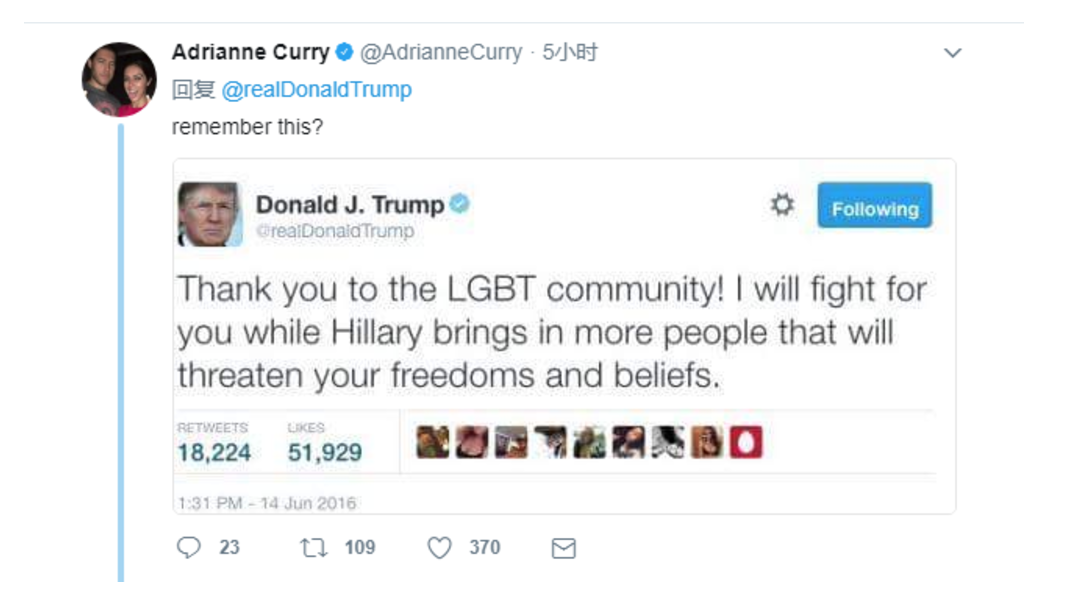 Adrianne Curry @AdrianneCurry · 5小时
回复 @realDonaldTrump
remember this?
Donald J. Trump
@realDonaldTrump
Following
Thank you to the LGBT community! I will fight for
you while Hillary brings in more people that will
threaten your freedoms and beliefs.
RETWEETS LIKES
18,224 51,929
1:31 PM - 14 Jun 2016
23 109 370